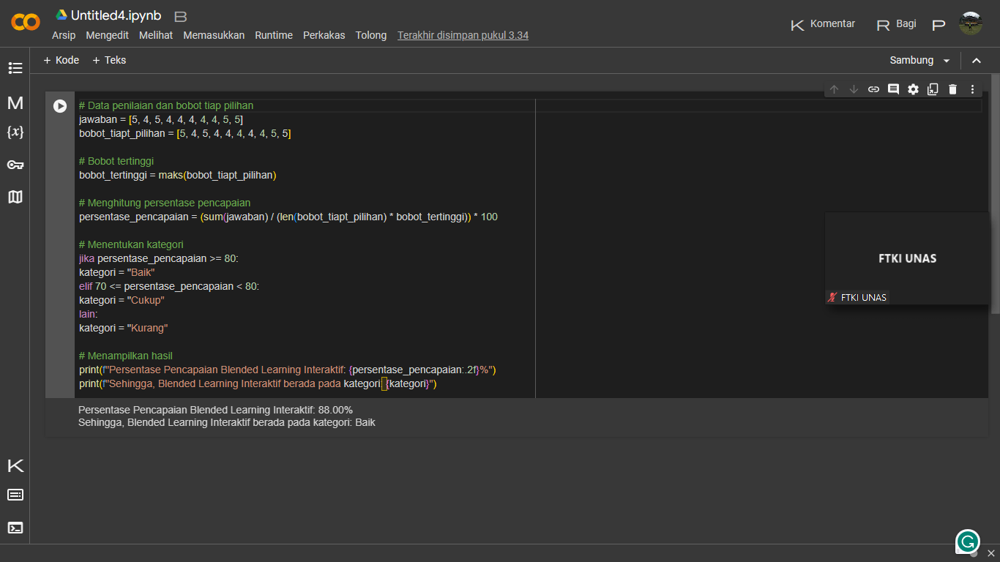 Untitled4.ipynb B
Arsip Mengedit Melihat Memasukkan Runtime Perkakas Tolong Terakhir disimpan pukul 3.34
K Komentar R Bagi P
+ Kode + Teks
Sambung
M
{x}
# Data penilaian dan bobot tiap pilihan
jawaban = [5, 4, 5, 4, 4, 4, 4, 4, 5, 5]
bobot_tiapt_pilihan = [5, 4, 5, 4, 4, 4, 4, 4, 5, 5]
# Bobot tertinggi
bobot_tertinggi = maks(bobot_tiapt_pilihan)
# Menghitung persentase pencapaian
persentase_pencapaian = (sum(jawaban) / (len(bobot_tiapt_pilihan) * bobot_tertinggi)) * 100
# Menentukan kategori
jika persentase_pencapaian >= 80:
kategori = "Baik"
elif 70 <= persentase_pencapaian < 80:
kategori = "Cukup"
lain:
kategori = "Kurang"
# Menampilkan hasil
print(f"Persentase Pencapaian Blended Learning Interaktif: {persentase_pencapaian:.2f}%")
print(f"Sehingga, Blended Learning Interaktif berada pada kategori: {kategori}")
Persentase Pencapaian Blended Learning Interaktif: 88.00%
Sehingga, Blended Learning Interaktif berada pada kategori: Baik
FTKI UNAS
FTKI UNAS
K